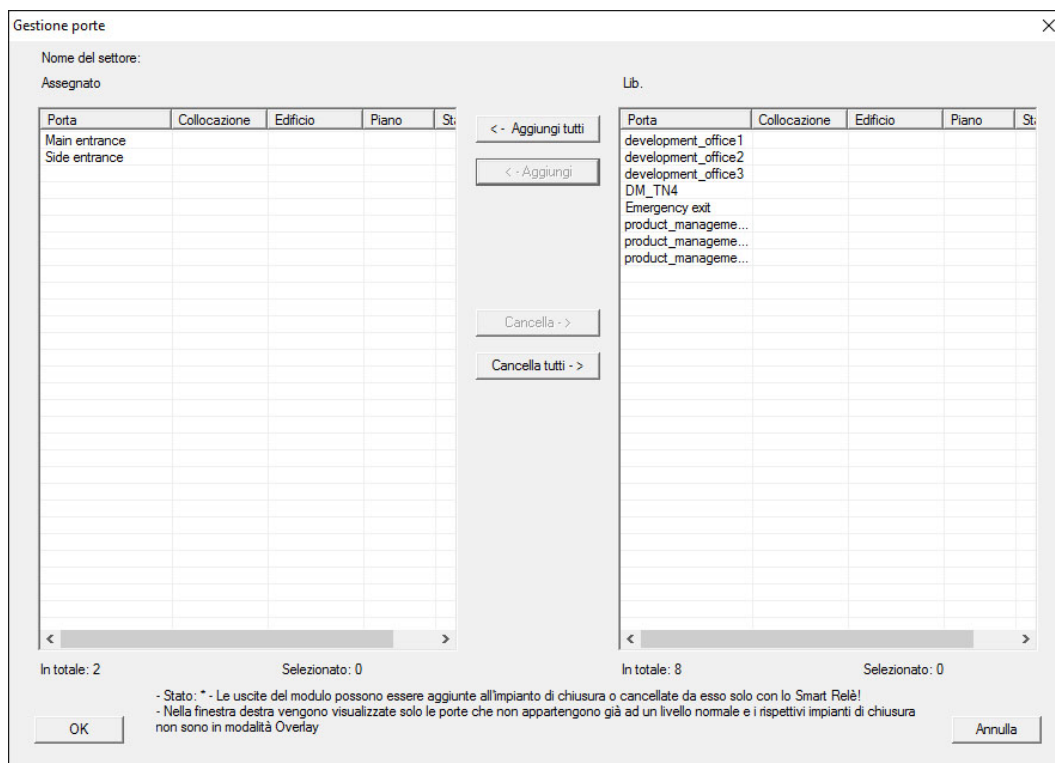 Gestione porte
Nome del settore:
Assegnato
Lib.
Porta Collocazione Edificio Piano
Main entrance
Side entrance
< - Aggiungi tutti
< - Aggiungi
Cancella - >
Cancella tutti - >
Porta Collocazione Edificio Piano
development_office1
development_office2
development_office3
DM_TN4
Emergency exit
product_manageme...
product_manageme...
product_manageme...
In totale: 2 Selezionato: 0
In totale: 8 Selezionato: 0
- Stato: * - Le uscite del modulo possono essere aggiunte all'impianto di chiusura o cancellate da esso solo con lo Smart Relè!
- Nella finestra destra vengono visualizzate solo le porte che non appartengono già ad un livello normale e i rispettivi impianti di chiusura
non sono in modalità Overlay
OK
Annulla